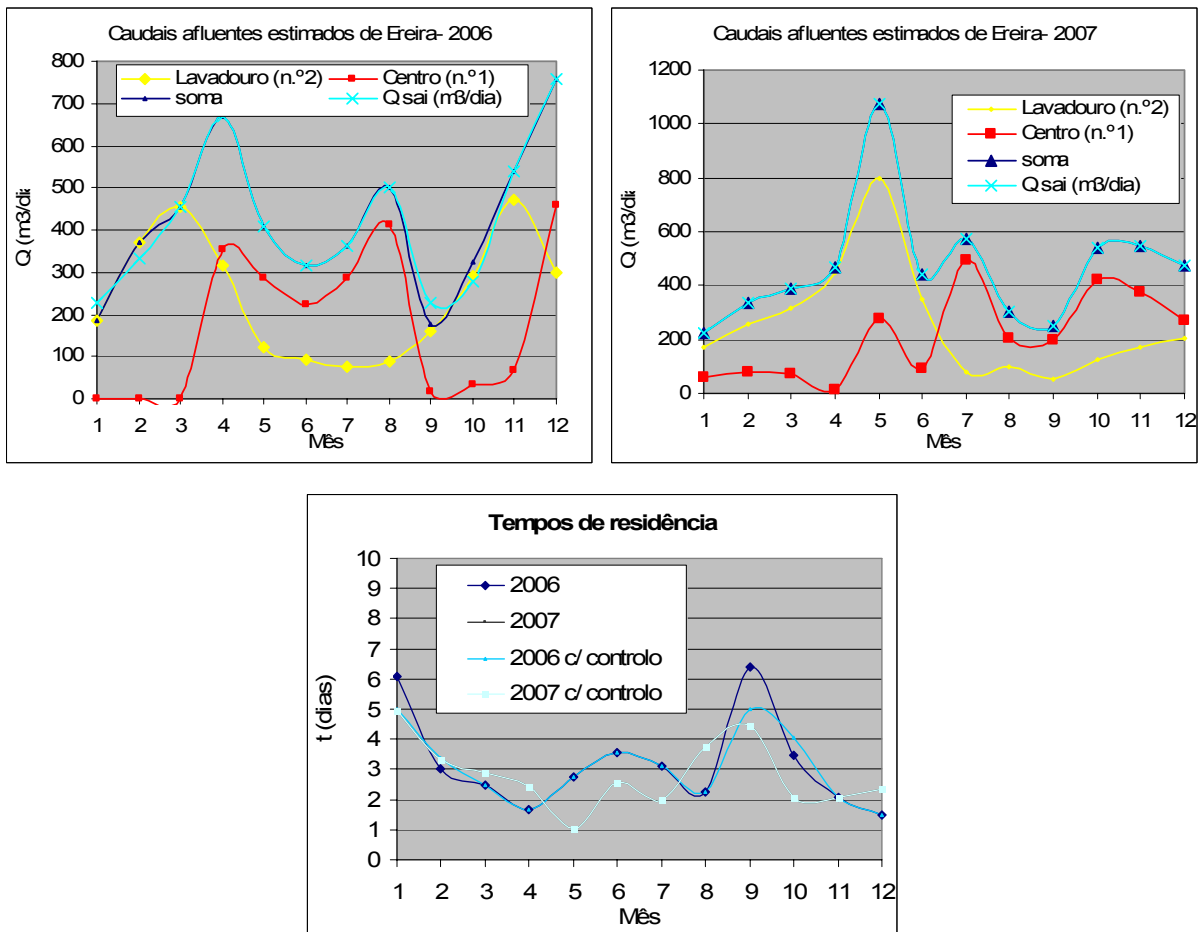 Caudais afluentes estimados de Ereira- 2006
800
700
600
500
400
300
200
100
0
Q (m3/di
Lavadouro (n.º2)
Centro (n.º1)
soma
Qsai (m3/dia)
1 2 3 4 5 6 7 8 9 10 11 12
Mês
Caudais afluentes estimados de Ereira- 2007
1200
1000
800
600
400
200
0
Q (m3/di
Lavadouro (n.º2)
Centro (n.º1)
soma
Qsai (m3/dia)
1 2 3 4 5 6 7 8 9 10 11 12
Mês
Tempos de residência
10
9
8
7
6
5
4
3
2
1
0
t (dias)
2006
2007
2006 c/ controlo
2007 c/ controlo
1 2 3 4 5 6 7 8 9 10 11 12
Mês